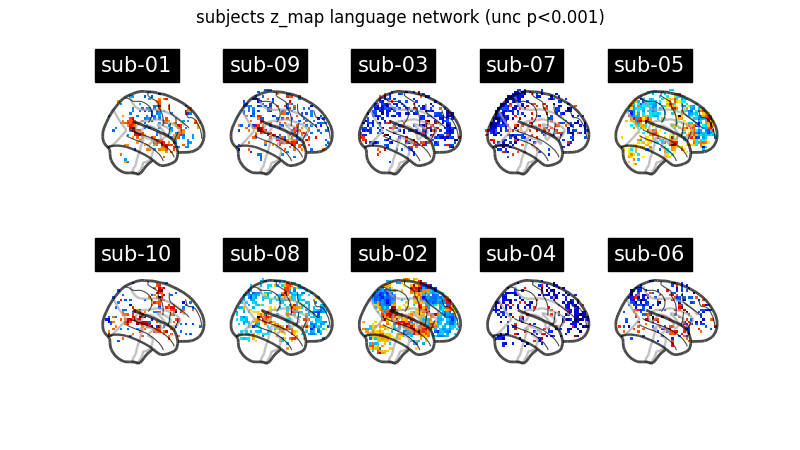 subjects z_map language network (unc p<0.001)
sub-01
sub-09
sub-03
sub-07
sub-05
sub-10
sub-08
sub-02
sub-04
sub-06